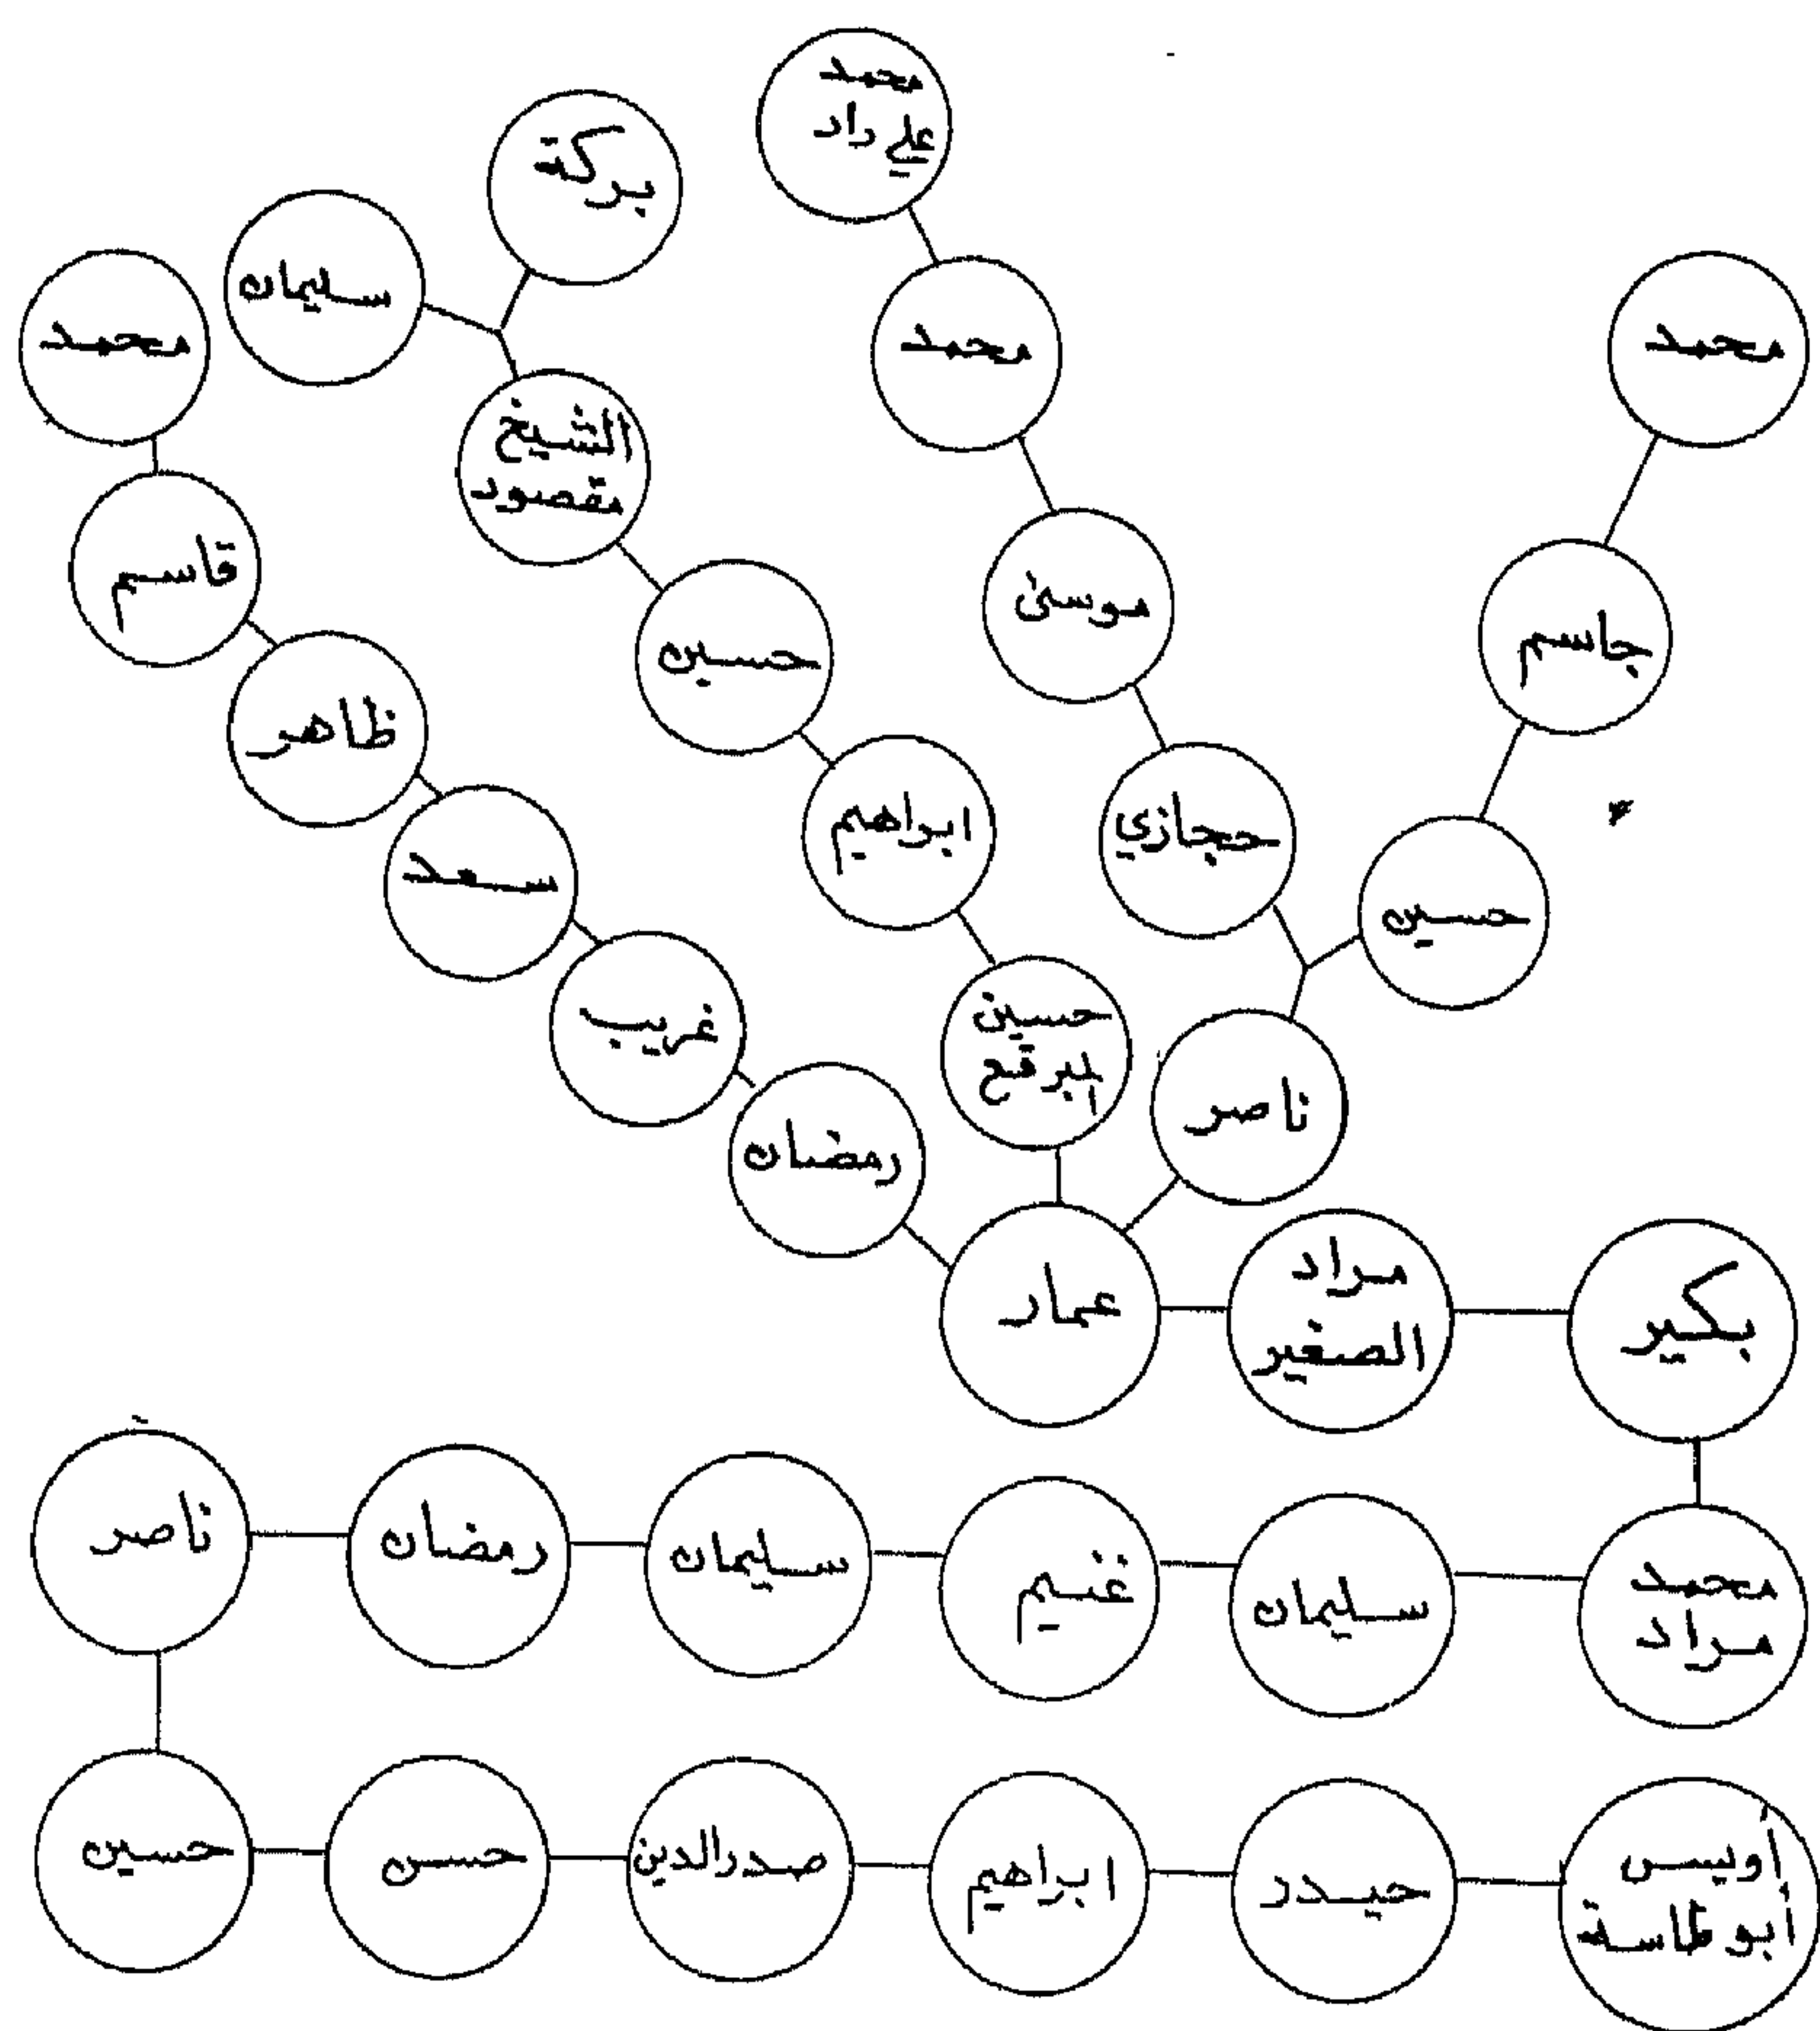 محمد
علي داد
بركة
سليمان
محمد
محمد
محمد
الشيخ
مقصود
قاسم
موسى
جاسم
حسين
ظاهر
ابراهيم
حجازي
سعد
حسين
غريب
حسين
المبرقع
ناصر
رمضان
بكير
مراد
الصغير
عمار
محمد
مراد
سليمان
غنيم
سليمان
رمضان
ناصر
أويس
أبو طاسة
حيدر
ابراهيم
صدرالدين
حسن
حسين